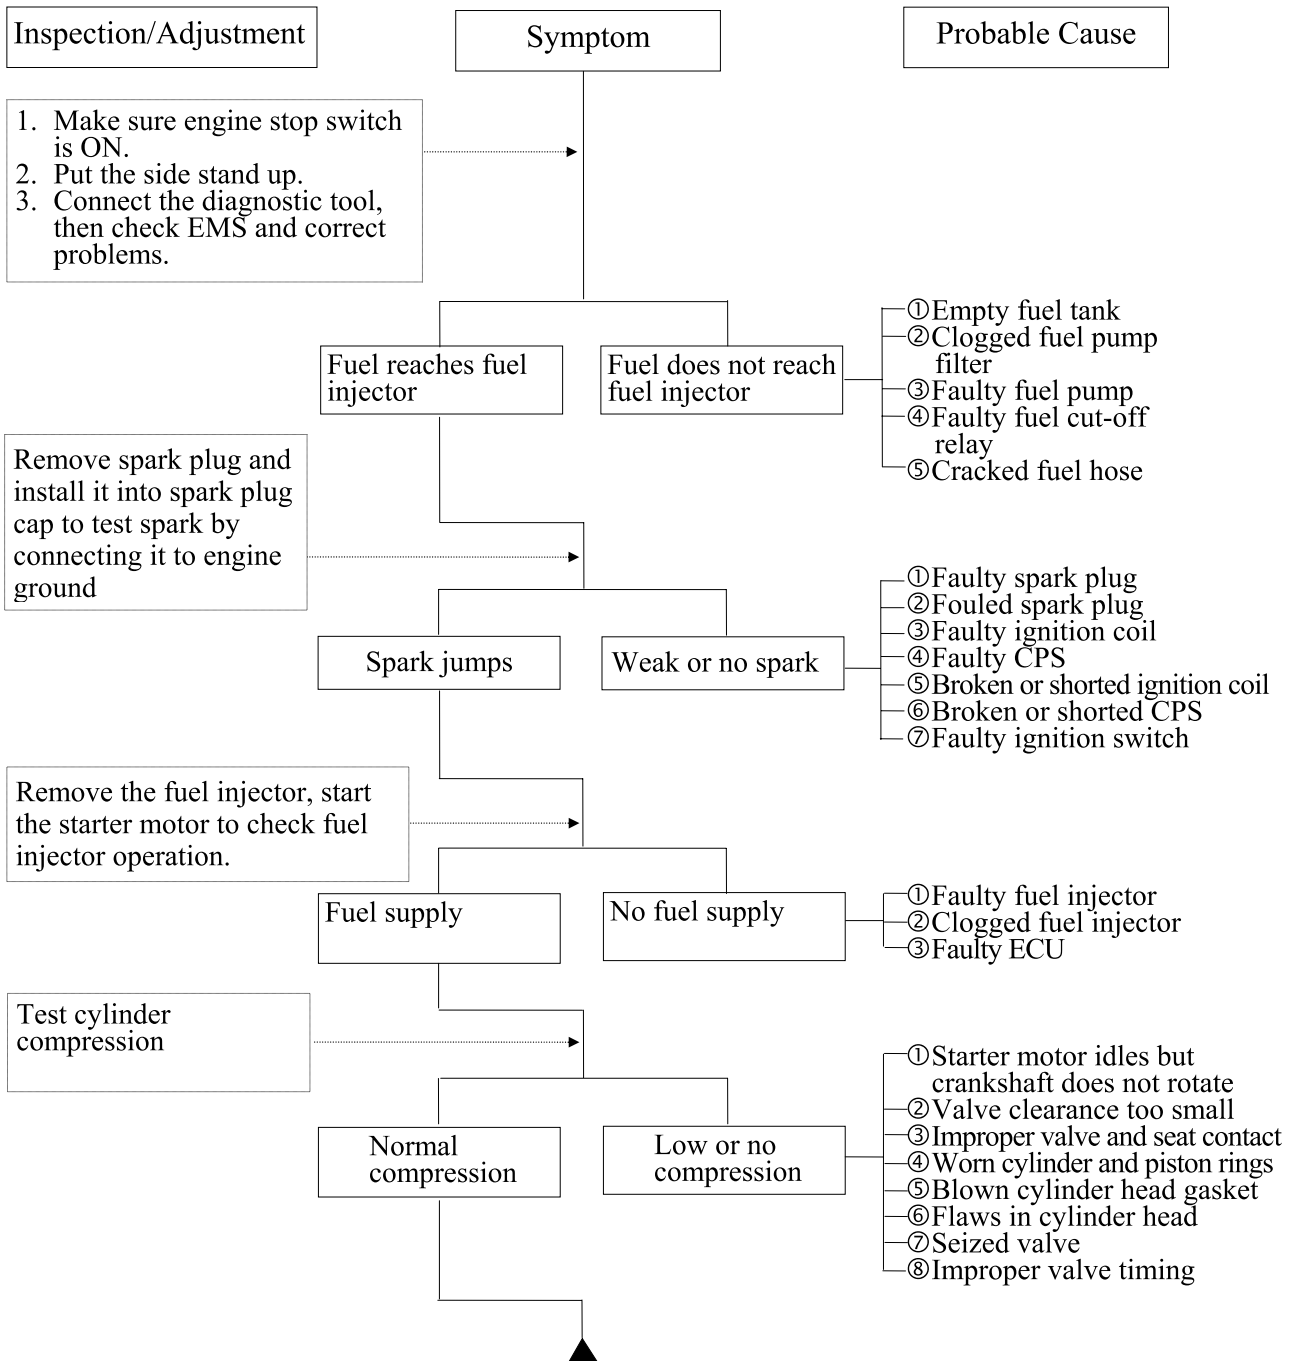 Inspection/Adjustment
Symptom
Probable Cause
1. Make sure engine stop switch
is ON.
2. Put the side stand up.
3. Connect the diagnostic tool,
then check EMS and correct
problems.
Fuel reaches fuel
injector
Fuel does not reach
fuel injector
①Empty fuel tank
②Clogged fuel pump
filter
③Faulty fuel pump
④Faulty fuel cut-off
relay
⑤Cracked fuel hose
Remove spark plug and
install it into spark plug
cap to test spark by
connecting it to engine
ground
Spark jumps
Weak or no spark
①Faulty spark plug
②Fouled spark plug
③Faulty ignition coil
④Faulty CPS
⑤Broken or shorted ignition coil
⑥Broken or shorted CPS
⑦Faulty ignition switch
Remove the fuel injector, start
the starter motor to check fuel
injector operation.
Fuel supply
No fuel supply
①Faulty fuel injector
②Clogged fuel injector
③Faulty ECU
Test cylinder
compression
Normal
compression
Low or no
compression
①Starter motor idles but
crankshaft does not rotate
②Valve clearance too small
③Improper valve and seat contact
④Worn cylinder and piston rings
⑤Blown cylinder head gasket
⑥Flaws in cylinder head
⑦Seized valve
⑧Improper valve timing